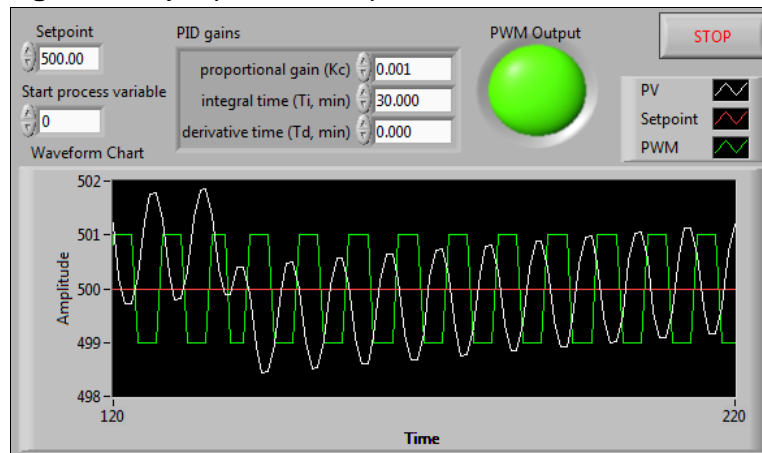 Setpoint
500.00
Start process variable
0
PID gains
proportional gain (Kc) 0.001
integral time (Ti, min) 30.000
derivative time (Td, min) 0.000
PWM Output
STOP
PV
Setpoint
PWM
Waveform Chart
502
501
500
499
498
Amplitude
120
220
Time